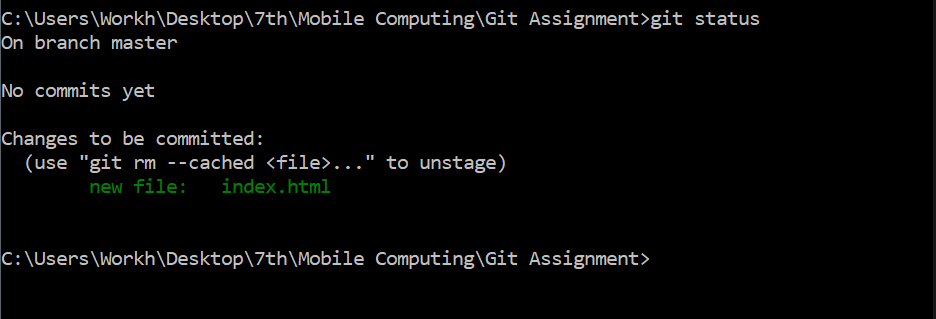 C:\Users\Workh\Desktop\7th\Mobile Computing\Git Assignment>git status
On branch master
No commits yet
Changes to be committed:
(use "git rm --cached <file>..." to unstage)
new file: index.html
C:\Users\Workh\Desktop\7th\Mobile Computing\Git Assignment>